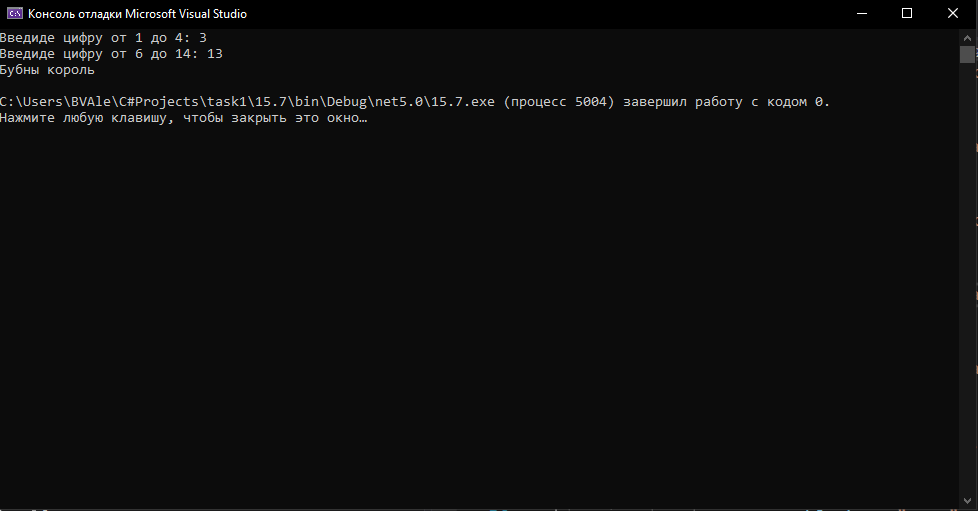 Консоль отладки Microsoft Visual Studio
Введиде цифру от 1 до 4: 3
Введиде цифру от 6 до 14: 13
Бубны король
C:\Users\BVAle\C#Projects\task1\15.7\bin\Debug\net5.0\15.7.exe (процесс 5004) завершил работу с кодом 0.
Нажмите любую клавишу, чтобы закрыть это окно…